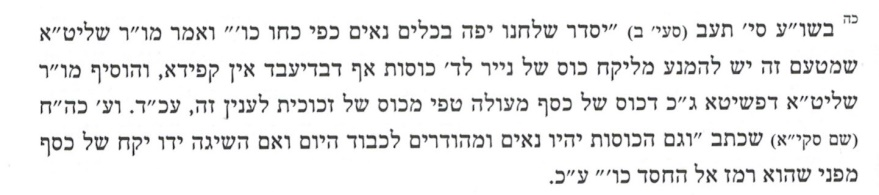 כה בשו״ע סי׳ תעב (סעי׳ ב) ״יסדר שלחנו יפה בכלים נאים כפי כחו כו׳״ ואמר מו״ר שליט״א
שמטעם זה יש להמנע מליקח כוס של נייר לד׳ כוסות אף דבדיעבד אין קפידא, והוסיף מו״ר
שליט״א דפשיטא ג״כ דכוס של כסף מעולה טפי מכוס של זכוכית לענין זה, עכ״ד. וע׳ כה״ח
(שם סקי״א) שכתב ״וגם הכוסות יהיו נאים ומהודרים לכבוד היום ואם השיגה ידו יקח של כסף
מפני שהוא רמז אל החסד כו׳״ ע״כ.